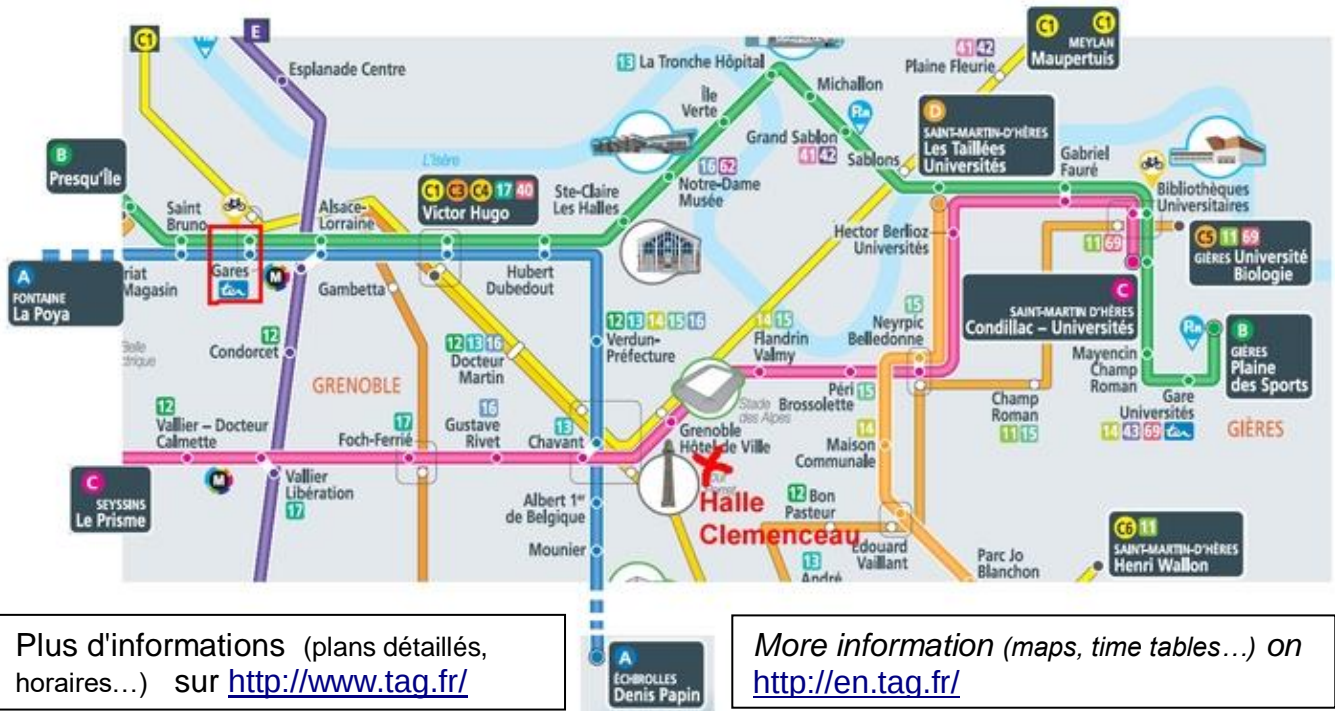 C1
E
Esplanade Centre
13 La Tronche Hôpital
41 42
Plaine Fleurie
C1 C1
MEYLAN
Maupertuis
Île
Verte
Michallon
Grand Sablon
41 42
Sablons
D
SAINT-MARTIN-D'HÈRES
Les Taillées
Universités
Gabriel
Fauré
Bibliothèques
Universitaires
B
Presqu'Île
L'Isère
Saint
Bruno
Alsace-
Lorraine
C1 C3 C4 17 40
Victor Hugo
Ste-Claire
Les Halles
16 62
Notre-Dame
Musée
Hector Berlioz
Universités
11 69
C5 11 69
GIÈRES Université
Biologie
A
FONTAINE
La Poya
riat
Magasin
Gares
ter
M
Gambetta
Hubert
Dubedout
C
SAINT-MARTIN D'HÈRES
Condillac – Universités
12
Condorcet
GRENOBLE
12 13 16
Docteur
Martin
12 13 14 15 16
Verdun-
Préfecture
14 15
Flandrin
Valmy
15
Neyrpic
Belledonne
Mayencin
Champ
Roman
B
GIÈRES
Plaine
des Sports
12
Vallier – Docteur
Calmette
17
Foch-Ferrié
16
Gustave
Rivet
13
Chavant
Stade
des Alpes
Péri 15
Brossolette
Champ
Roman
11 15
Gare
Universités
14 43 69 ter
GIÈRES
Grenoble
Hôtel de Ville
14
Maison
Communale
C
SEYSSINS
Le Prisme
M
Vallier
Libération
17
Albert 1er
de Belgique
Mounier
Halle
Clemenceau
12 Bon
Pasteur
13
André
Edouard
Vaillant
Parc Jo
Blanchon
C6 11
SAINT-MARTIN-D'HÈRES
Henri Wallon
A
ÉCHIROLLES
Denis Papin
Plus d'informations (plans détaillés,
horaires…) sur http://www.tag.fr/
More information (maps, time tables…) on
http://en.tag.fr/